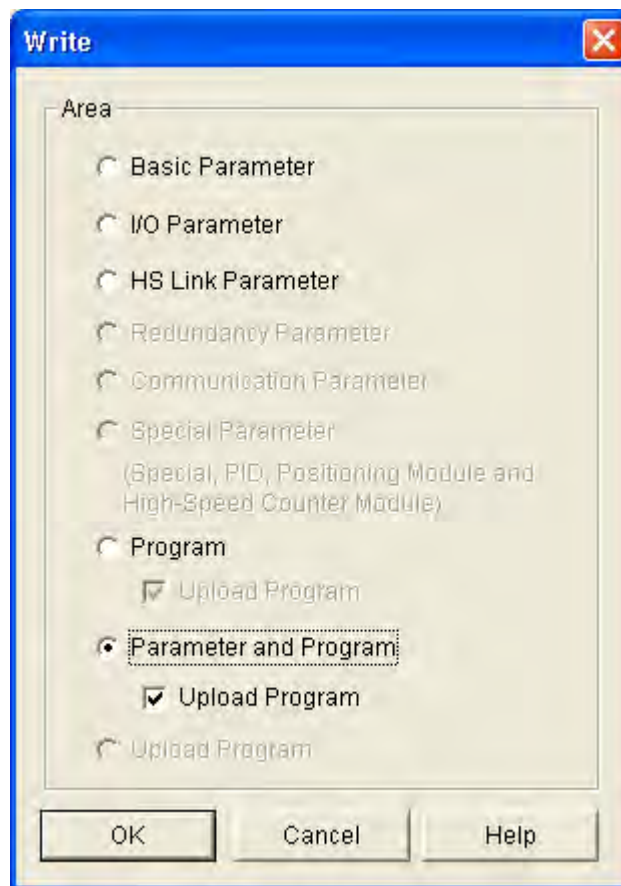 Write
Area
Basic Parameter
I/O Parameter
HS Link Parameter
Redundancy Parameter
Communication Parameter
Special Parameter
(Special, PID, Positioning Module and
High-Speed Counter Module)
Program
Upload Program
Parameter and Program
Upload Program
Upload Program
OK Cancel Help